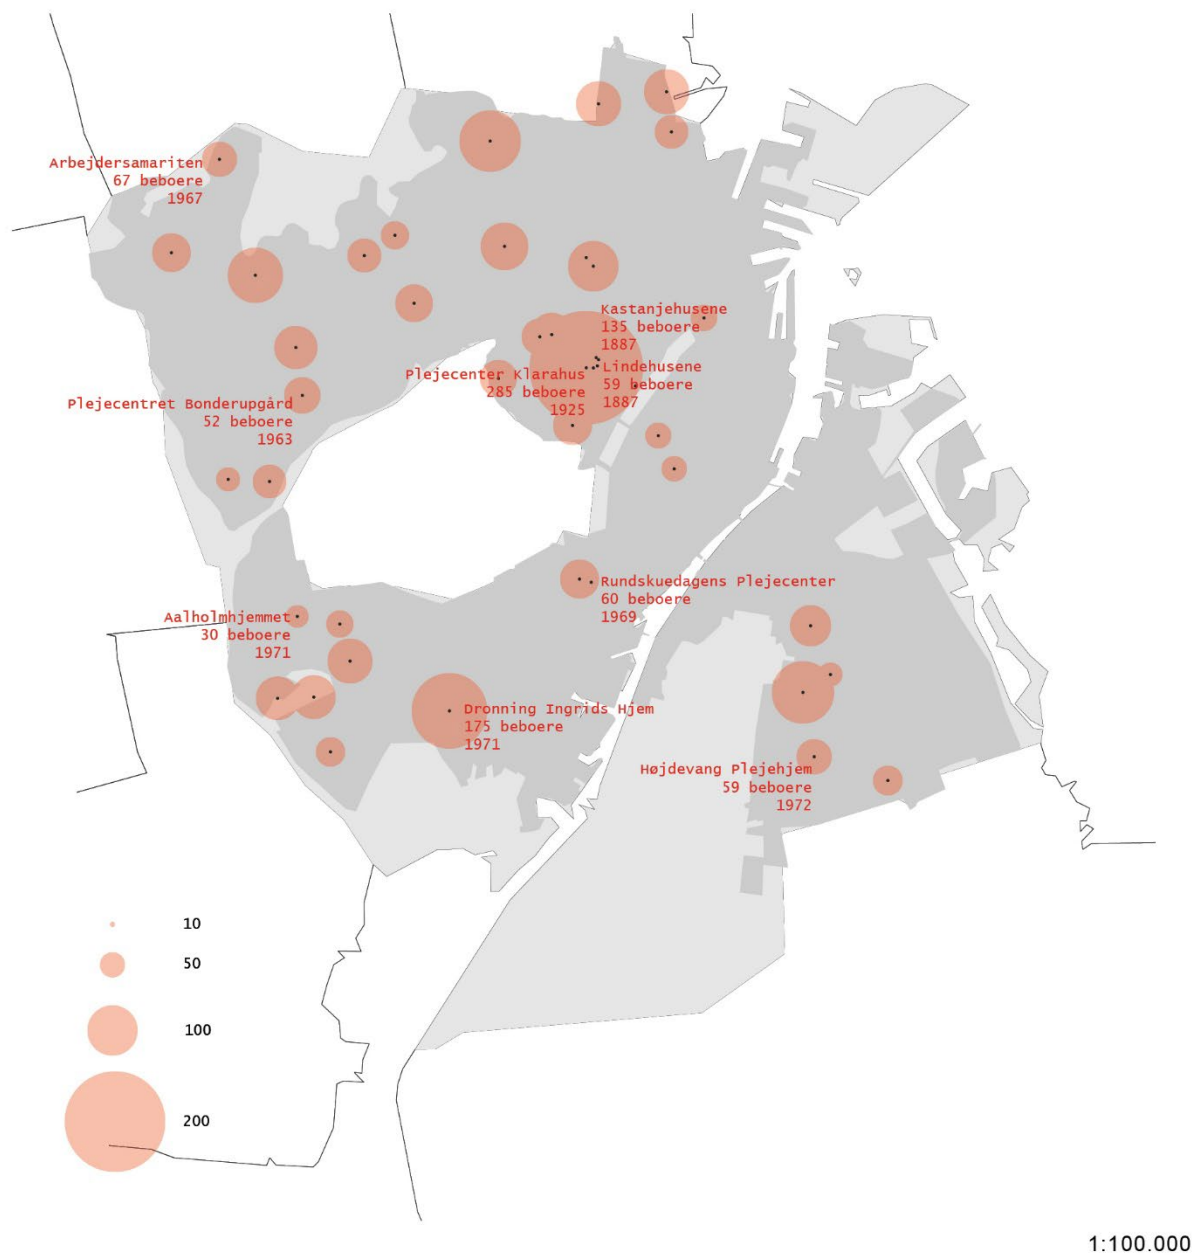 Arbejdersamariten
67 beboere
1967
Kastanjehusene
135 beboere
1887
Lindehusene
59 beboere
1887
Plejecenter Klarahus
285 beboere
1925
Plejecentret Bonderupgård
52 beboere
1963
Rundskuedagens Plejecenter
60 beboere
1969
Aalholmhjemmet
30 beboere
1971
Dronning Ingrids Hjem
175 beboere
1971
Højdevang Plejehjem
59 beboere
1972
10
50
100
200
1:100.000